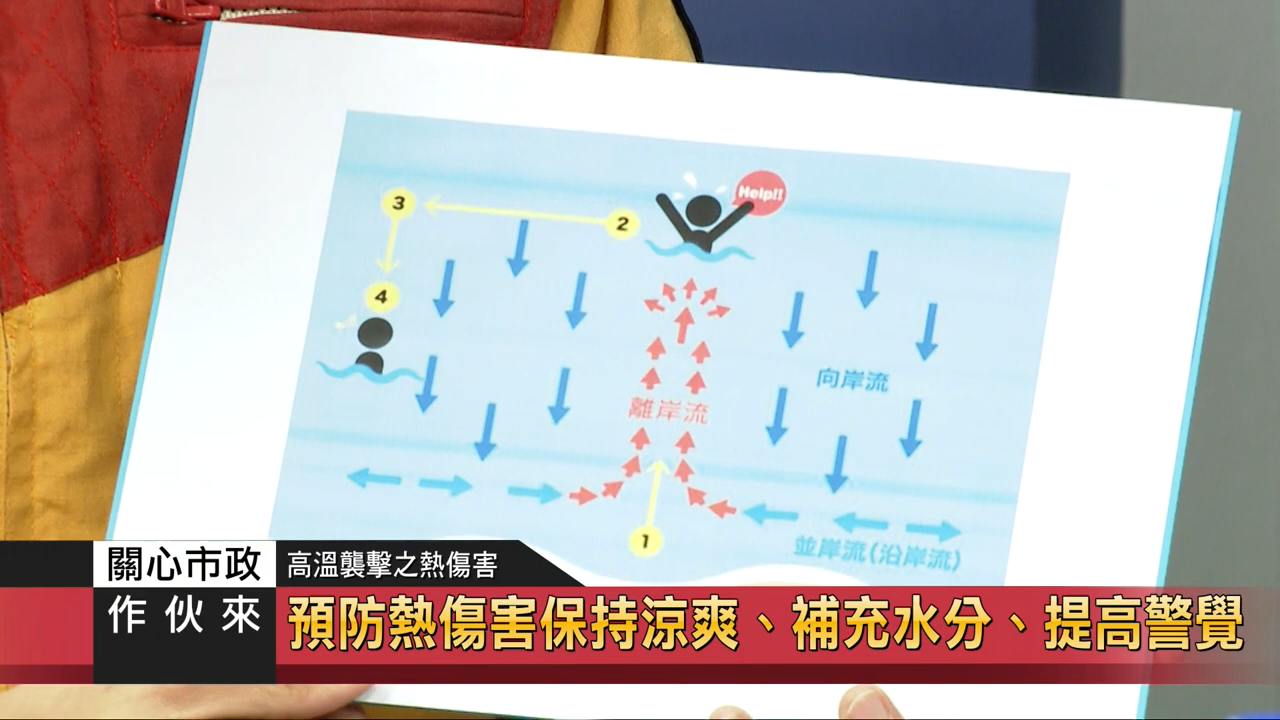 Help!!
3
2
4
向岸流
離岸流
1
並岸流(沿岸流)
關心市政
作伙來
高溫襲擊之熱傷害
預防熱傷害保持涼爽、補充水分、提高警覺